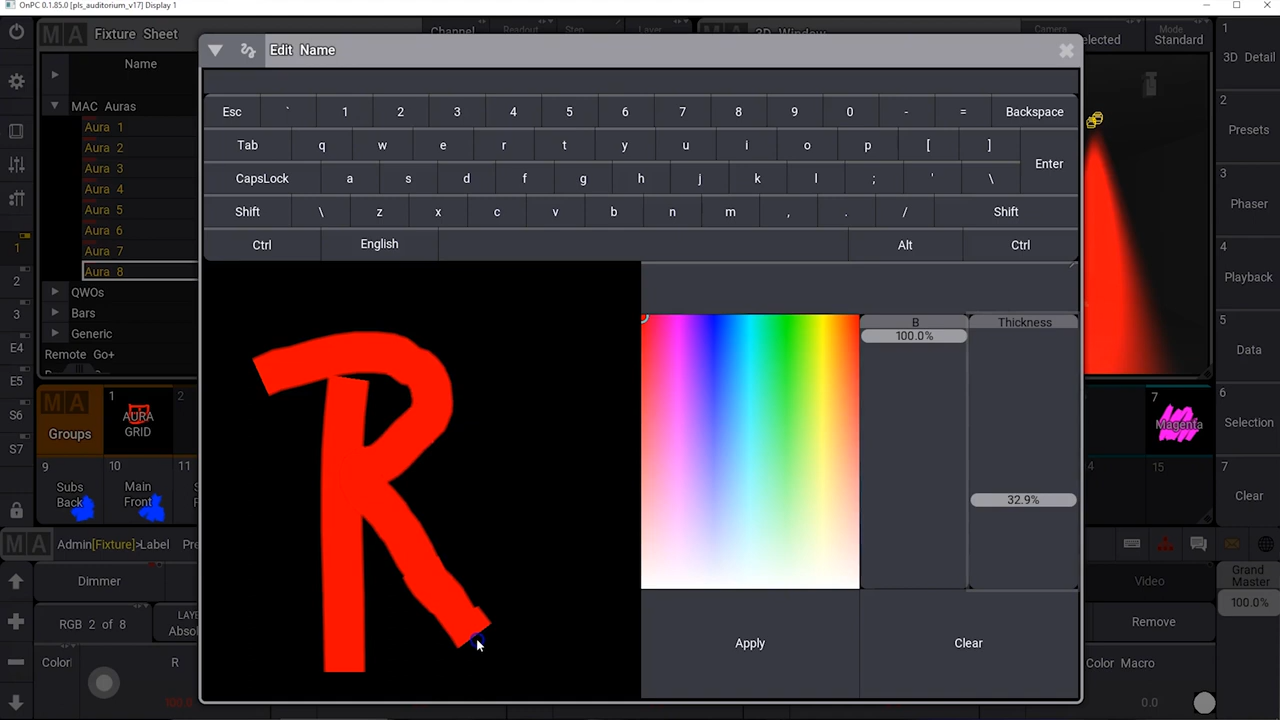 OnPC 0.1.85.0 [pls_auditorium_v17] Display 1
MA Fixture Sheet
Edit Name
Mode
Standard
Name
MAC Auras
Aura 1
Aura 2
Aura 3
Aura 4
Aura 5
Aura 6
Aura 7
Aura 8
QWOs
Bars
Generic
Remote Go+
1
2
3
E4
E5
S6
S7
Esc ` 1 2 3 4 5 6 7 8 9 0 - = Backspace
Tab q w e r t y u i o p [ ] Enter
CapsLock a s d f g h j k l ; ' \
Shift \ z x c v b n m , . / Shift
Ctrl English Alt Ctrl
R
B
100.0%
Thickness
32.9%
Apply
Clear
1
3D Detail
2
Presets
3
Phaser
4
Playback
5
Data
6
Selection
7
Clear
MA
Groups
1
AURA
GRID
2
9
Subs
Back
10
Main
Front
11
7
Magenta
4
15
MA Admin[Fixture]>Label
Dimmer
Video
Grand
Master
100.0%
RGB 2 of 8
Remove
R
100.0
Color Macro
0.0